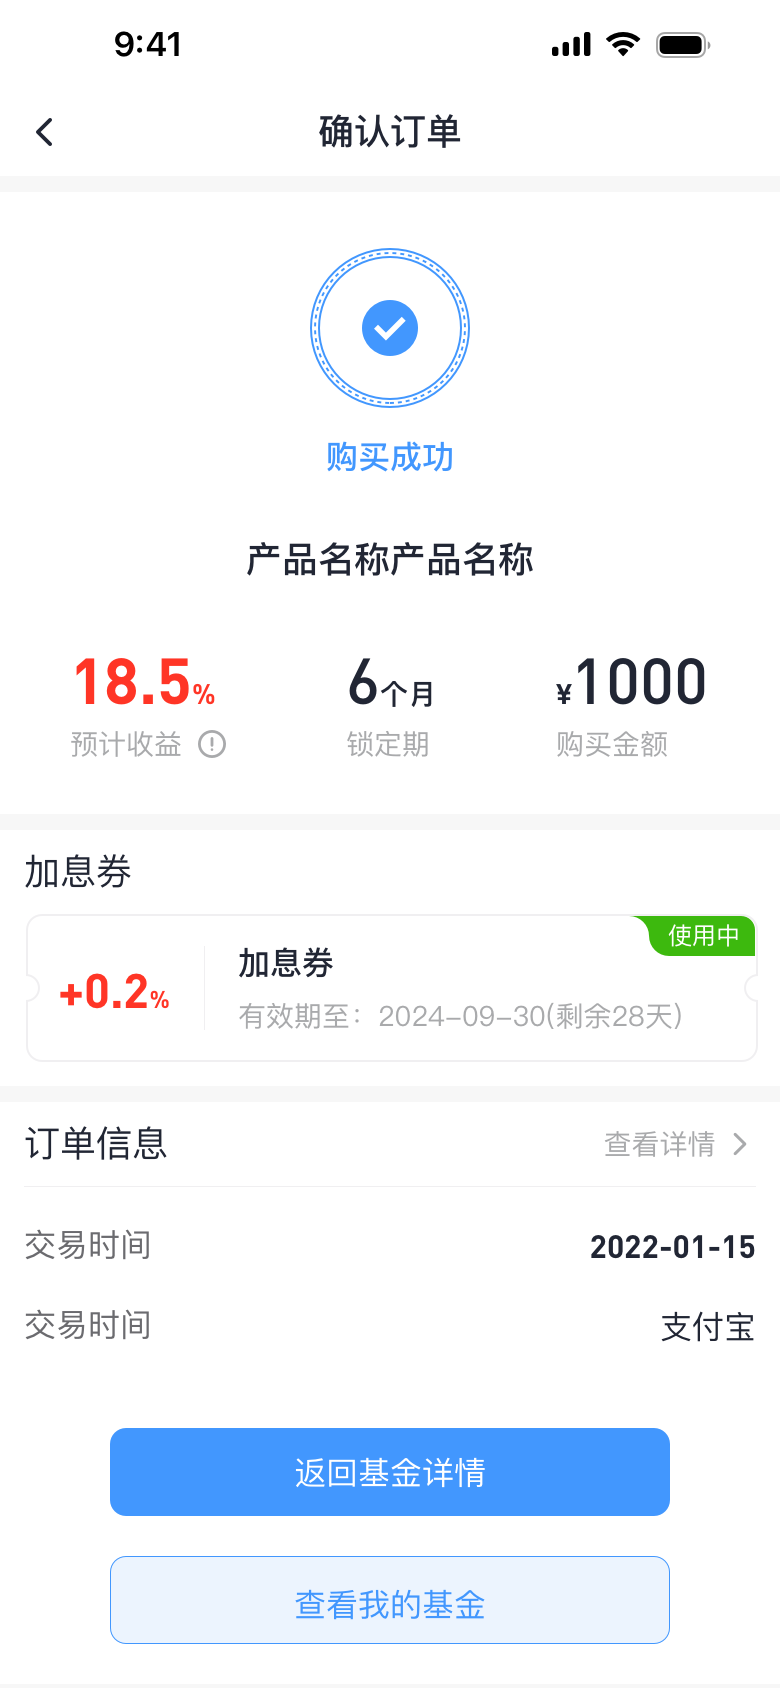 9:41
确认订单
购买成功
产品名称产品名称
18.5% 6个月 ¥1000
预计收益 锁定期 购买金额
加息券
使用中
+0.2%
加息券
有效期至：2024-09-30(剩余28天)
订单信息 查看详情
交易时间 2022-01-15
交易时间 支付宝
返回基金详情
查看我的基金